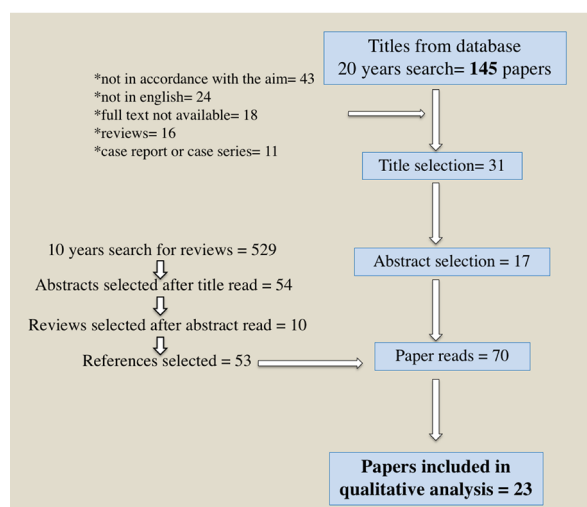 Titles from database
20 years search= 145 papers
*not in accordance with the aim= 43
*not in english= 24
*full text not available= 18
*reviews= 16
*case report or case series= 11
Title selection= 31
10 years search for reviews = 529
Abstract selection = 17
Abstracts selected after title read = 54
Reviews selected after abstract read = 10
References selected = 53
Paper reads = 70
Papers included in
qualitative analysis = 23